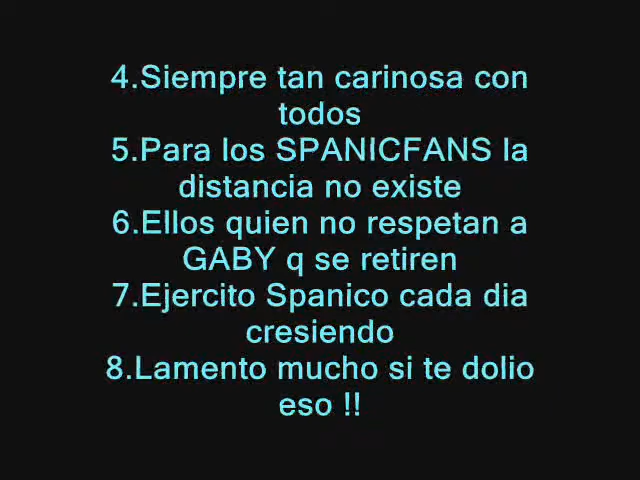 4.Siempre tan carinosa con
todos
5.Para los SPANICFANS la
distancia no existe
6.Ellos quien no respetan a
GABY q se retiren
7.Ejercito Spanico cada dia
cresiendo
8.Lamento mucho si te dolio
eso !!